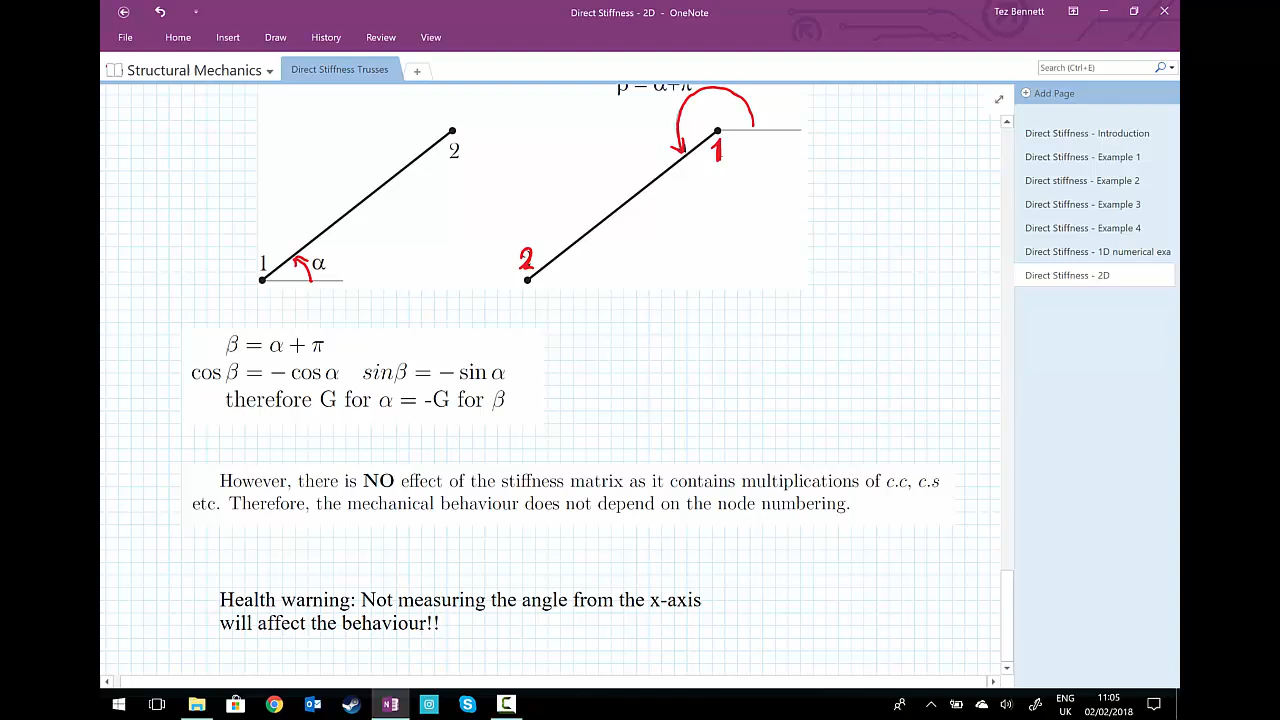 Direct Stiffness - 2D - OneNote
Tez Bennett
File Home Insert Draw History Review View
Structural Mechanics
Direct Stiffness Trusses
+
Search (Ctrl+E)
Add Page
β = α+π
2
1
1
α
2
β = α + π
cos β = − cos α sinβ = − sin α
therefore G for α = -G for β
However, there is NO effect of the stiffness matrix as it contains multiplications of c.c, c.s
etc. Therefore, the mechanical behaviour does not depend on the node numbering.
Health warning: Not measuring the angle from the x-axis
will affect the behaviour!!
Direct Stiffness - Introduction
Direct Stiffness - Example 1
Direct stiffness - Example 2
Direct Stiffness - Example 3
Direct Stiffness - Example 4
Direct Stiffness - 1D numerical exa
Direct Stiffness - 2D
ENG
UK
11:05
02/02/2018